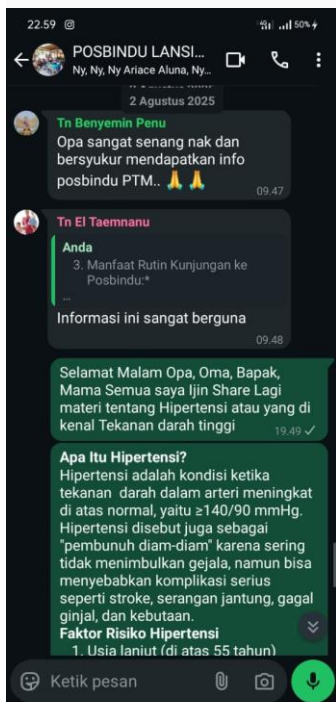 22.59
50%
POSBINDU LANSI...
Ny, Ny, Ny Ariace Aluna, Ny...
2 Agustus 2025
Tn Benyemin Penu
Opa sangat senang nak dan
bersyukur mendapatkan info
posbindu PTM.. 🙏 🙏
09.47
Tn El Taemnanu
Anda
3. Manfaat Rutin Kunjungan ke
Posbindu:*
...
Informasi ini sangat berguna
09.48
Selamat Malam Opa, Oma, Bapak,
Mama Semua saya Ijin Share Lagi
materi tentang Hipertensi atau yang di
kenal Tekanan darah tinggi
19.49
Apa Itu Hipertensi?
Hipertensi adalah kondisi ketika
tekanan darah dalam arteri meningkat
di atas normal, yaitu ≥140/90 mmHg.
Hipertensi disebut juga sebagai
"pembunuh diam-diam" karena sering
tidak menimbulkan gejala, namun bisa
menyebabkan komplikasi serius
seperti stroke, serangan jantung, gagal
ginjal, dan kebutaan.
Faktor Risiko Hipertensi
1. Usia lanjut (di atas 55 tahun)
Ketik pesan